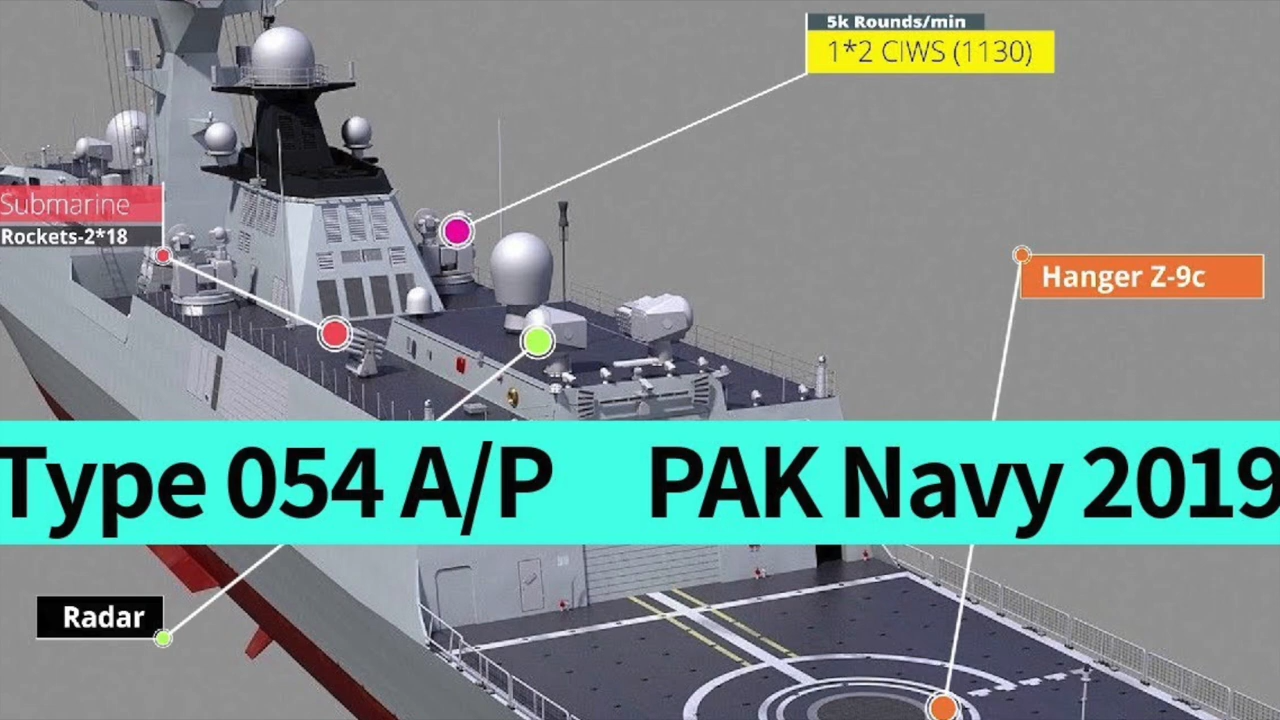 5k Rounds/min
1*2 CIWS (1130)
Submarine
Rockets-2*18
Hanger Z-9c
Type 054 A/P PAK Navy 2019
Radar